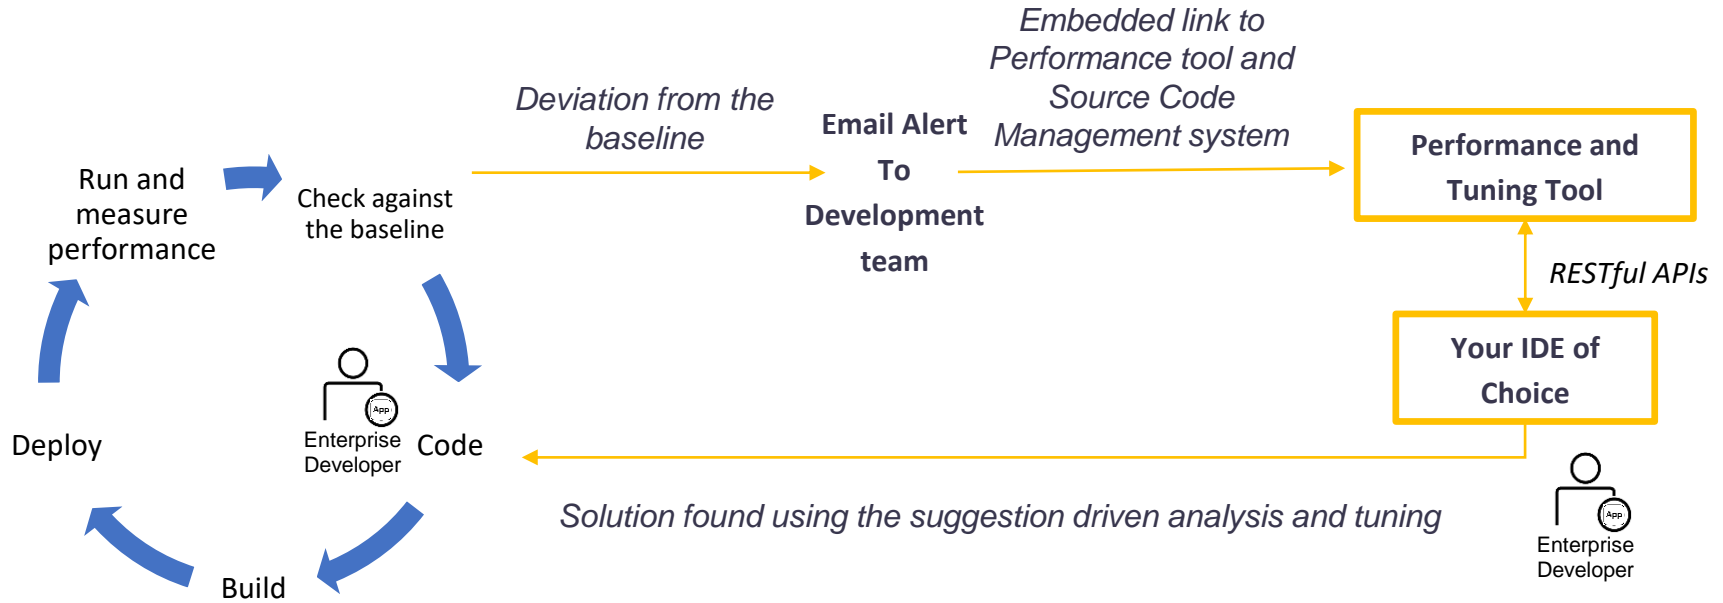 Run and
measure
performance
Check against
the baseline
Deviation from the
baseline
Email Alert
To
Development
team
Embedded link to
Performance tool and
Source Code
Management system
Performance and
Tuning Tool
RESTful APIs
Your IDE of
Choice
App
Enterprise
Developer
Code
Deploy
Build
Solution found using the suggestion driven analysis and tuning
App
Enterprise
Developer